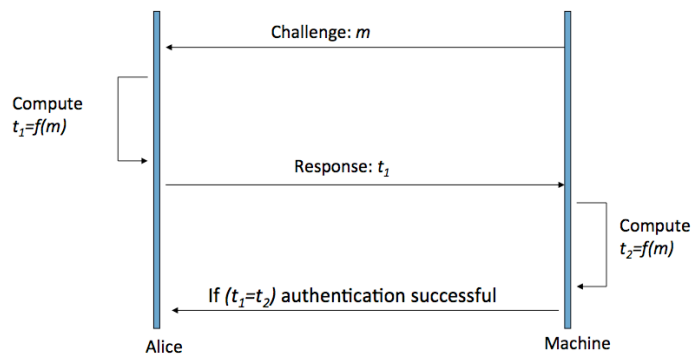 Challenge: m
Compute
t₁=f(m)
Response: t₁
Compute
t₂=f(m)
If (t₁=t₂) authentication successful
Alice
Machine